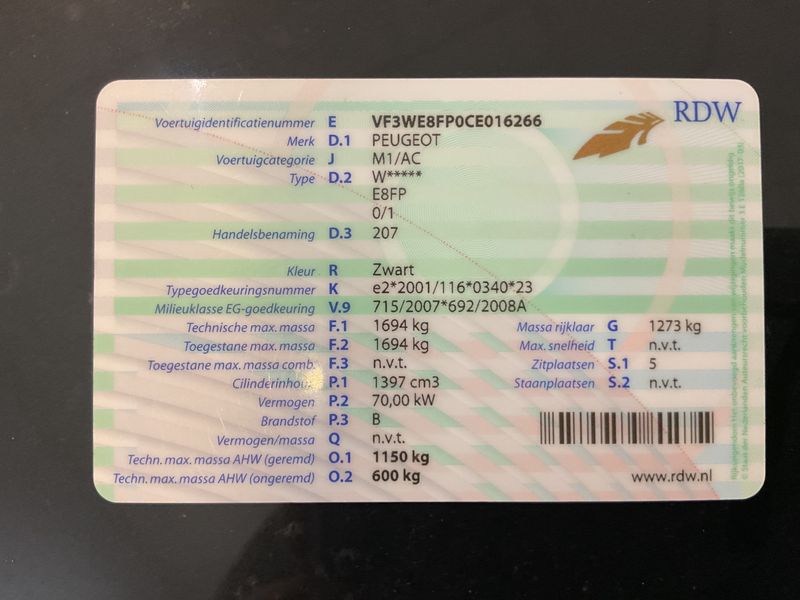 RDW
Voertuigidentificatienummer E VF3WE8FP0CE016266
Merk D.1 PEUGEOT
Voertuigcategorie J M1/AC
Type D.2 W*****
E8FP
0/1
Handelsbenaming D.3 207
Kleur R Zwart
Typegoedkeuringsnummer K e2*2001/116*0340*23
Milieuklasse EG-goedkeuring V.9 715/2007*692/2008A
Technische max. massa F.1 1694 kg
Massa rijklaar G 1273 kg
Toegestane max. massa F.2 1694 kg
Max. snelheid T n.v.t.
Toegestane max. massa comb. F.3 n.v.t.
Zitplaatsen S.1 5
Cilinderinhoud P.1 1397 cm3
Staanplaatsen S.2 n.v.t.
Vermogen P.2 70,00 kW
Brandstof P.3 B
Vermogen/massa Q n.v.t.
Techn. max. massa AHW (geremd) O.1 1150 kg
Techn. max. massa AHW (ongeremd) O.2 600 kg
www.rdw.nl